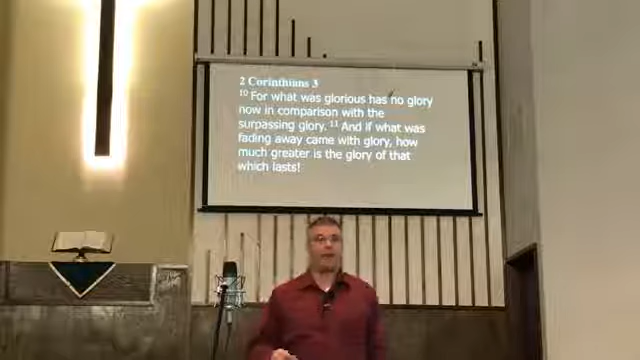 2 Corinthians 3
10 For what was glorious has no glory
now in comparison with the
surpassing glory. 11 And if what was
fading away came with glory, how
much greater is the glory of that
which lasts!